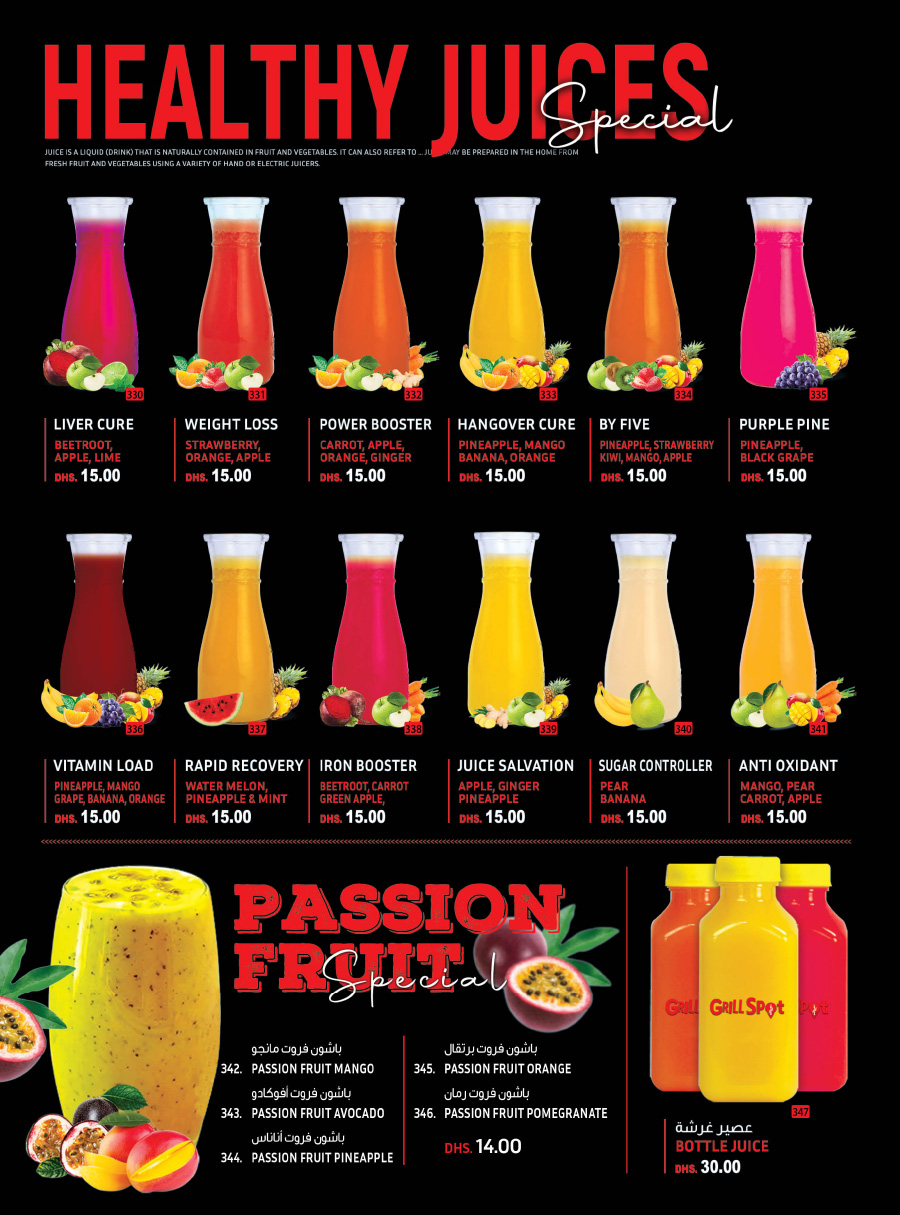 HEALTHY JUICES
Special
JUICE IS A LIQUID (DRINK) THAT IS NATURALLY CONTAINED IN FRUIT AND VEGETABLES. IT CAN ALSO REFER TO ... MAY BE PREPARED IN THE HOME FROM
FRESH FRUIT AND VEGETABLES USING A VARIETY OF HAND OR ELECTRIC JUICERS.
330
LIVER CURE
BEETROOT,
APPLE, LIME
DHS. 15.00
331
WEIGHT LOSS
STRAWBERRY,
ORANGE, APPLE
DHS. 15.00
332
POWER BOOSTER
CARROT, APPLE,
ORANGE, GINGER
DHS. 15.00
333
HANGOVER CURE
PINEAPPLE, MANGO
BANANA, ORANGE
DHS. 15.00
334
BY FIVE
PINEAPPLE, STRAWBERRY
KIWI, MANGO, APPLE
DHS. 15.00
335
PURPLE PINE
PINEAPPLE,
BLACK GRAPE
DHS. 15.00
336
VITAMIN LOAD
PINEAPPLE, MANGO
GRAPE, BANANA, ORANGE
DHS. 15.00
337
RAPID RECOVERY
WATER MELON,
PINEAPPLE & MINT
DHS. 15.00
338
IRON BOOSTER
BEETROOT, CARROT
GREEN APPLE,
DHS. 15.00
339
JUICE SALVATION
APPLE, GINGER
PINEAPPLE
DHS. 15.00
340
SUGAR CONTROLLER
PEAR
BANANA
DHS. 15.00
341
ANTI OXIDANT
MANGO, PEAR
CARROT, APPLE
DHS. 15.00
PASSION
FRUIT
Special
باشون فروت مانجو
342. PASSION FRUIT MANGO
باشون فروت أفوكادو
343. PASSION FRUIT AVOCADO
باشون فروت أناناس
344. PASSION FRUIT PINEAPPLE
باشون فروت برتقال
345. PASSION FRUIT ORANGE
باشون فروت رمان
346. PASSION FRUIT POMEGRANATE
DHS. 14.00
GRILL SPOT
347
عصير غرشة
BOTTLE JUICE
DHS. 30.00